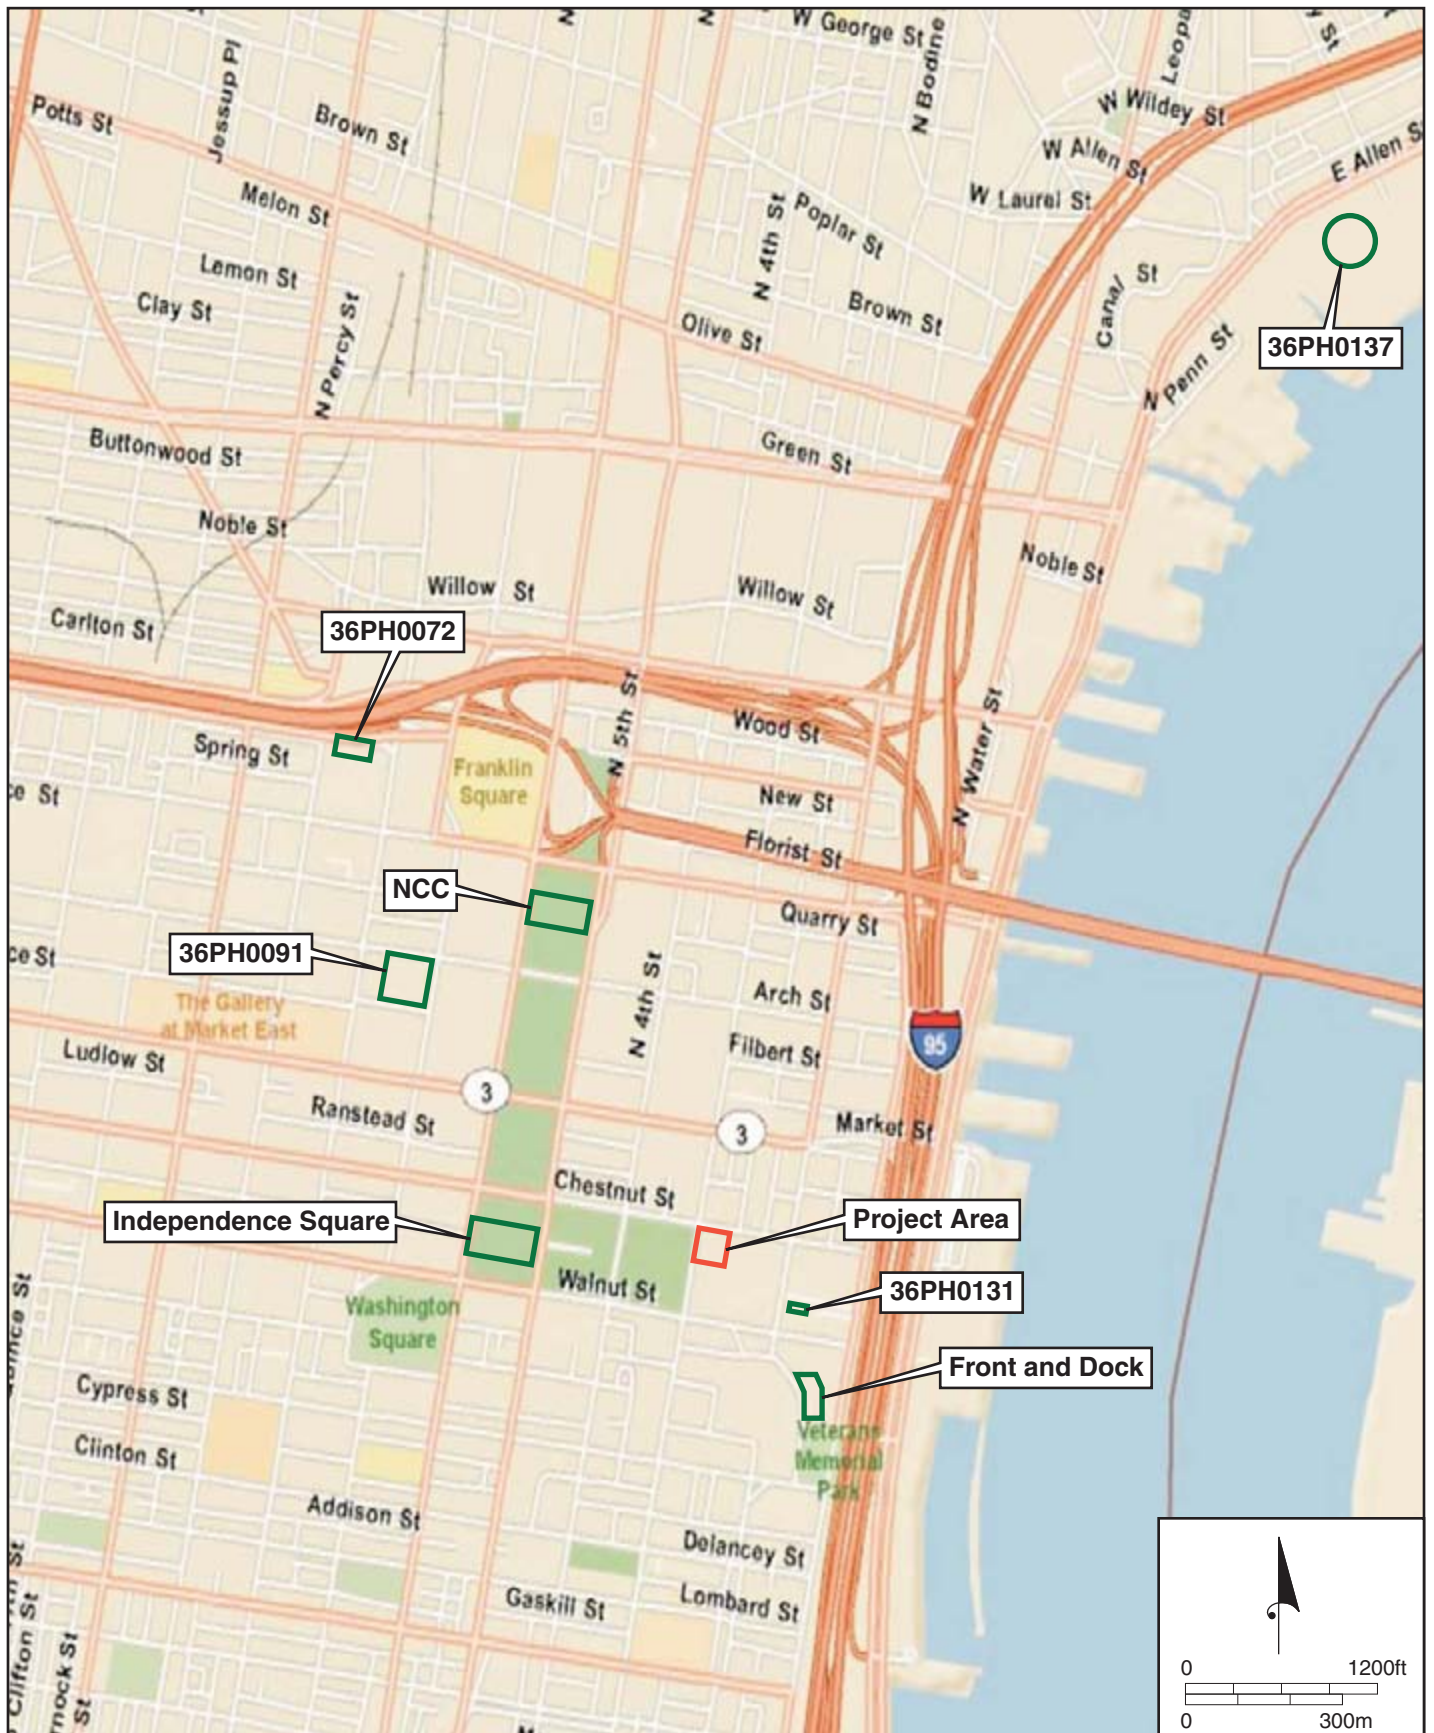 W George St
N Bodine
W Wildey St
Potts St
Jessup Pl
Brown St
W Allen St
E Allen S
W Laurel St
Melon St
N 4th St
Poplar St
Lemon St
Canal St
Clay St
N Percy St
Brown St
Olive St
36PH0137
N Penn St
Buttonwood St
Green St
Noble St
Noble St
Willow St
Willow St
Carlton St
36PH0072
N 5th St
Wood St
N Water St
Spring St
Franklin
Square
New St
Florist St
NCC
Quarry St
36PH0091
N 4th St
Arch St
The Gallery
at Market East
Filbert St
95
Ludlow St
3
Ranstead St
3
Market St
Chestnut St
Independence Square
Project Area
Walnut St
36PH0131
Washington
Square
Front and Dock
Cypress St
Veterans
Memorial
Park
Clinton St
Addison St
Delancey St
Gaskill St
Lombard St
Clifton St
0 1200ft
0 300m